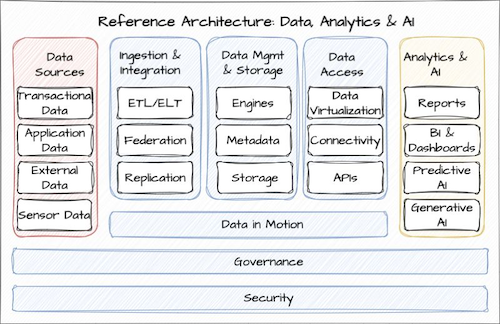 Reference Architecture: Data, Analytics & AI
Data
Sources
Transactional
Data
Application
Data
External
Data
Sensor Data
Ingestion &
Integration
ETL/ELT
Federation
Replication
Data Mgmt
& Storage
Engines
Metadata
Storage
Data
Access
Data
Virtualization
Connectivity
APIs
Analytics &
AI
Reports
BI &
Dashboards
Predictive
AI
Generative
AI
Data in Motion
Governance
Security